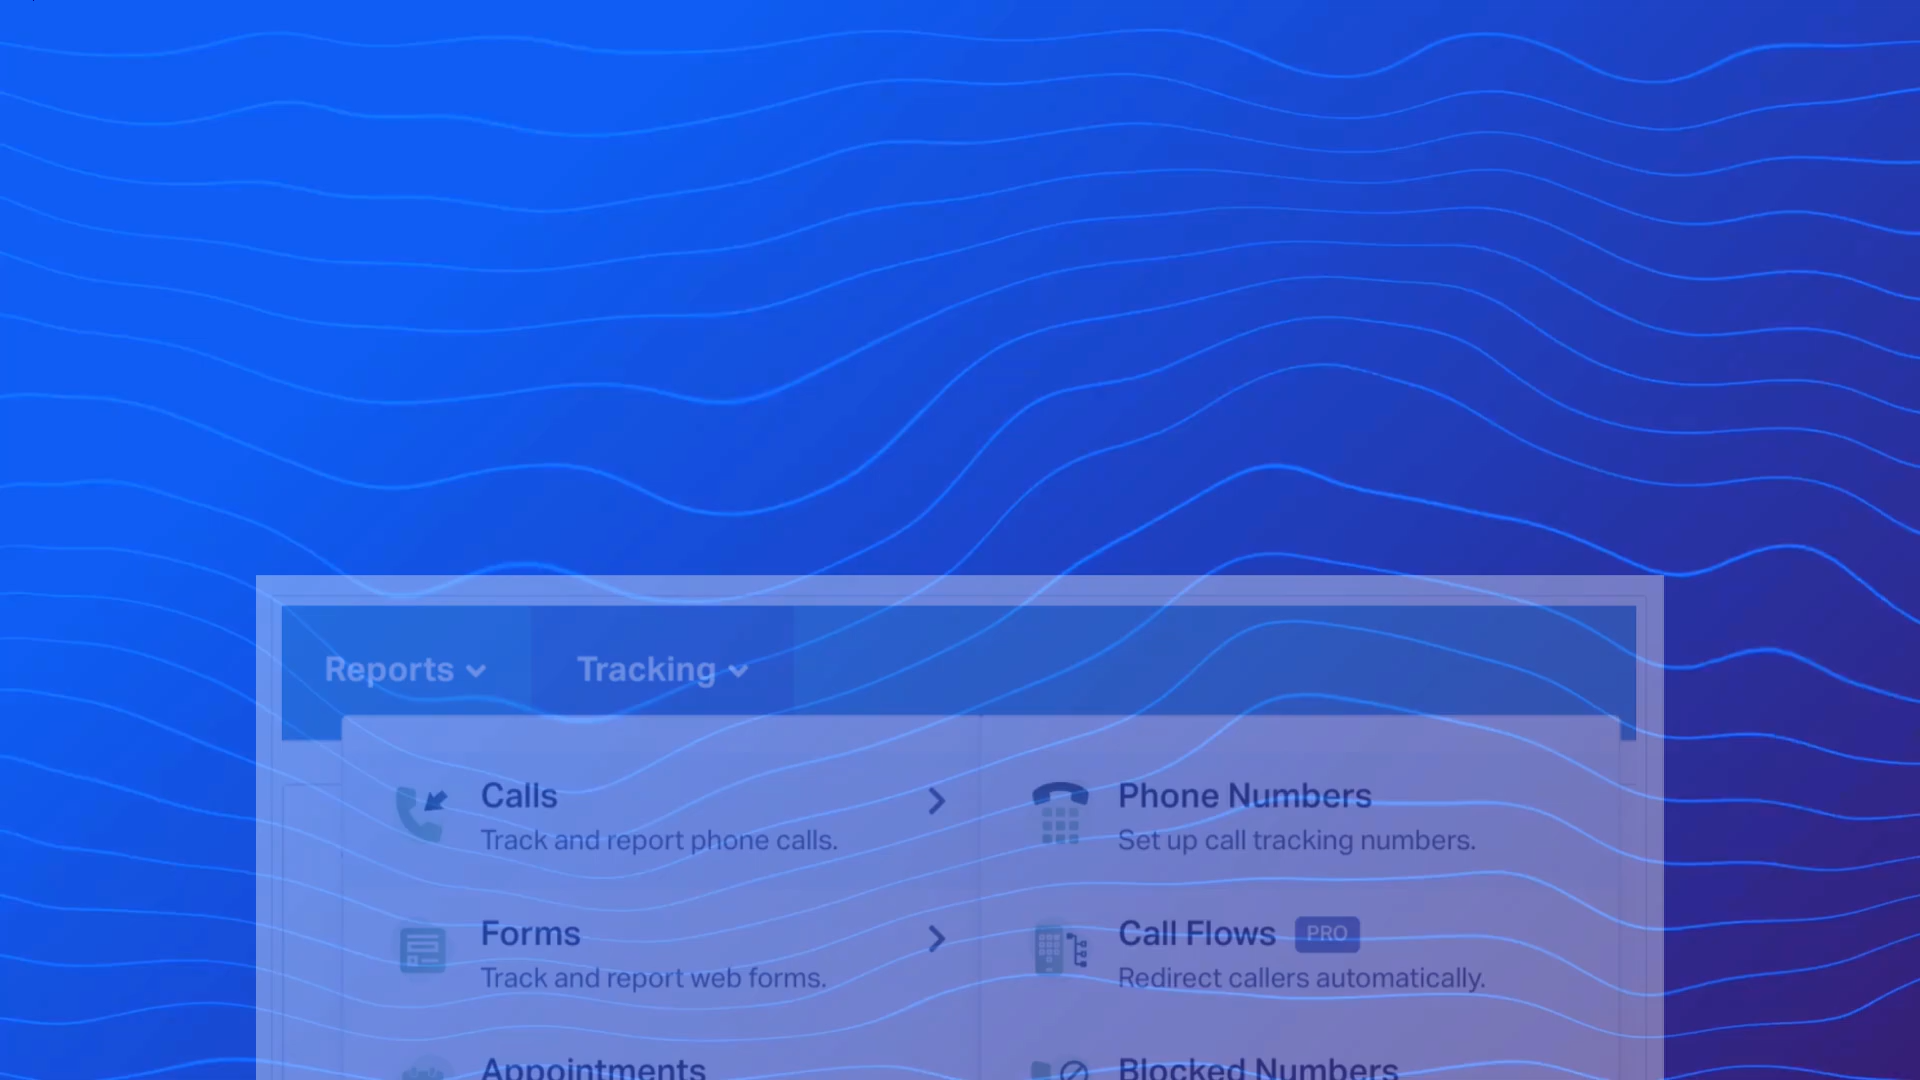 Reports
Tracking
Calls
Track and report phone calls.
Phone Numbers
Set up call tracking numbers.
Forms
Track and report web forms.
Call Flows PRO
Redirect callers automatically.
Appointments
Blocked Numbers